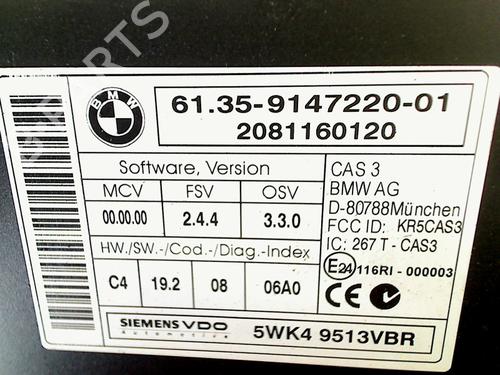 PARTS
BMW
61.35-9147220-01
2081160120
Software, Version
MCV FSV OSV
00.00.00 2.4.4 3.3.0
HW./SW.-/Cod.-/Diag.-Index
C4 19.2 08 06A0
SIEMENS VDO
Automotive
5WK4 9513VBR
CAS 3
BMW AG
D-80788München
FCC ID: KR5CAS3
IC: 267 T - CAS3
E24 116RI - 000003
CE